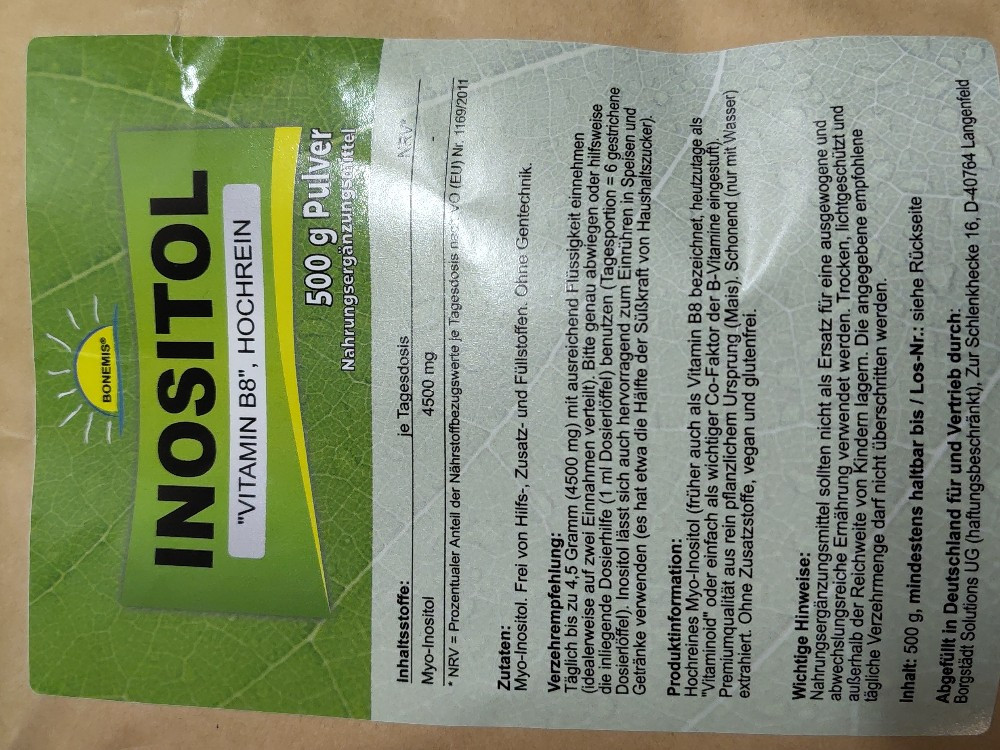 BONEMIS®
INOSITOL
"VITAMIN B8", HOCHREIN
500 g Pulver
Nahrungsergänzungsmittel
Inhaltsstoffe: je Tagesdosis NRV*
Myo-Inositol 4500 mg -
* NRV = Prozentualer Anteil der Nährstoffbezugswerte je Tagesdosis nach VO (EU) Nr. 1169/2011
Zutaten:
Myo-Inositol. Frei von Hilfs-, Zusatz- und Füllstoffen. Ohne Gentechnik.
Verzehrempfehlung:
Täglich bis zu 4,5 Gramm (4500 mg) mit ausreichend Flüssigkeit einnehmen
(idealerweise auf zwei Einnahmen verteilt). Bitte genau abwiegen oder hilfsweise
die inliegende Dosierhilfe (1 ml Dosierlöffel) benutzen (Tagesportion = 6 gestrichene
Dosierlöffel). Inositol lässt sich auch hervorragend zum Einrühren in Speisen und
Getränke verwenden (es hat etwa die Hälfte der Süßkraft von Haushaltszucker).
Produktinformation:
Hochreines Myo-Inositol (früher auch als Vitamin B8 bezeichnet, heutzutage als
"Vitaminoid" oder einfach als wichtiger Co-Faktor der B-Vitamine eingestuft).
Premiumqualität aus rein pflanzlichem Ursprung (Mais). Schonend (nur mit Wasser)
extrahiert. Ohne Zusatzstoffe, vegan und glutenfrei.
Wichtige Hinweise:
Nahrungsergänzungsmittel sollten nicht als Ersatz für eine ausgewogene und
abwechslungsreiche Ernährung verwendet werden. Trocken, lichtgeschützt und
außerhalb der Reichweite von Kindern lagern. Die angegebene empfohlene
tägliche Verzehrmenge darf nicht überschritten werden.
Inhalt: 500 g, mindestens haltbar bis / Los-Nr.: siehe Rückseite
Abgefüllt in Deutschland für und Vertrieb durch:
Borgstädt Solutions UG (haftungsbeschränkt), Zur Schlenkhecke 16, D-40764 Langenfeld